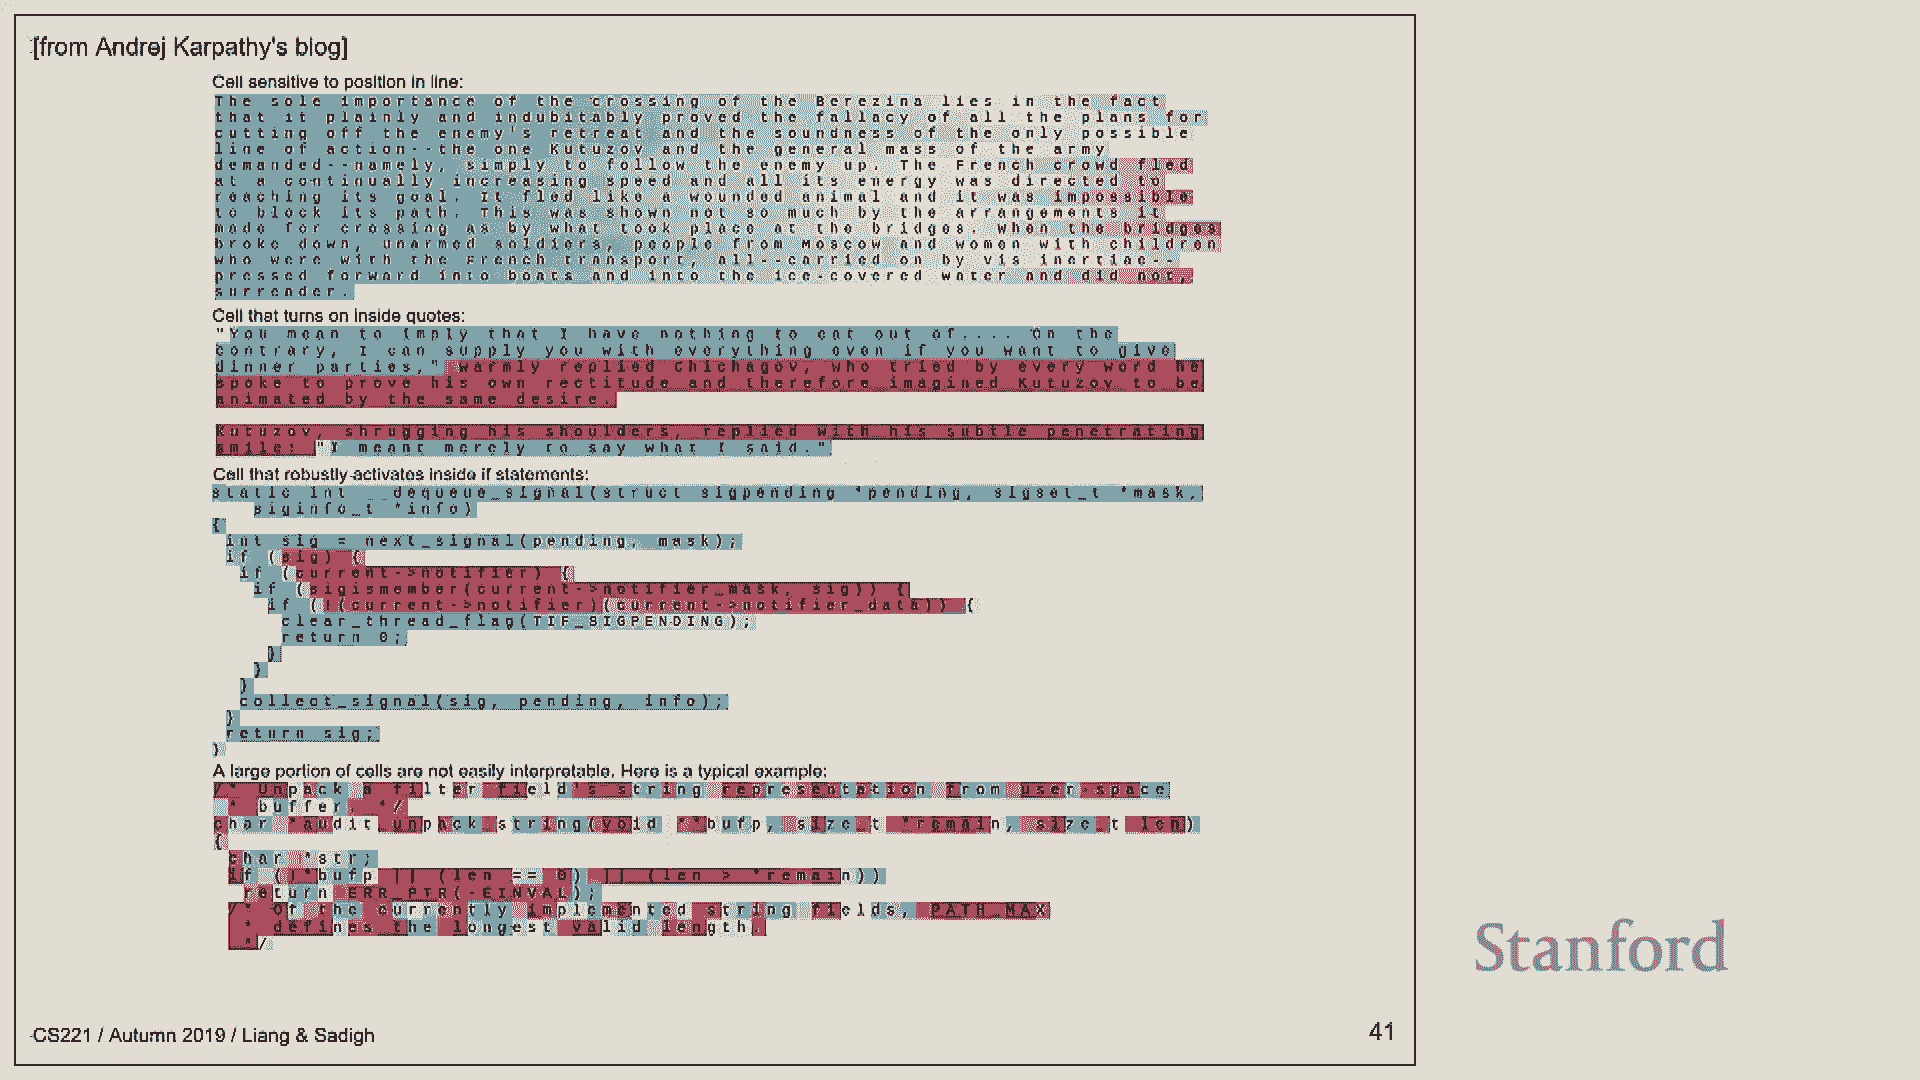 [from Andrej Karpathy's blog]
Cell sensitive to position in line:
The sole importance of the crossing of the Berezina lies in the fact
that it plainly and indubitably proved the fallacy of all the plans for
cutting off the enemy's retreat and the soundness of the only possible
line of action--the one Kutuzov and the general mass of the army
demanded--namely, simply to follow the enemy up. The French crowd fled
at a continually increasing speed and all its energy was directed to
reaching its goal. It fled like a wounded animal and it was impossible
to block its path. This was shown not so much by the arrangements it
made for crossing as by what took place at the bridges. When the bridges
broke down, unarmed soldiers, people from Moscow and women with children
who were with the French transport, all--carried on by vis inertiae--
pressed forward into boats and into the ice-covered water and did not,
surrender.
Cell that turns on inside quotes:
"You mean to imply that I have nothing to eat out of.... On the
contrary, I can supply you with everything even if you want to give
dinner parties," warmly replied Chichagov, who tried by every word he
spoke to prove his own rectitude and therefore imagined Kutuzov to be
animated by the same desire.
Kutuzov, shrugging his shoulders, replied with his subtle penetrating
smile: "I meant merely to say what I said."
Cell that robustly activates inside if statements:
static int __dequeue_signal(struct sigpending *pending, sigset_t *mask,
siginfo_t *info)
{
int sig = next_signal(pending, mask);
if (sig) {
if (current->notifier) {
if (sigismember(current->notifier_mask, sig)) {
if (!(current->notifier)(current->notifier_data)) {
clear_thread_flag(TIF_SIGPENDING);
return 0;
}
}
}
collect_signal(sig, pending, info);
}
return sig;
}
A large portion of cells are not easily interpretable. Here is a typical example:
/* Unpack a filter field's string representation from user-space
* buffer. */
char *audit_unpack_string(void **bufp, size_t *remain, size_t len)
{
char *str;
if (!*bufp || (len == 0) || (len > *remain))
return ERR_PTR(-EINVAL);
/* Of the currently implemented string fields, PATH_MAX
* defines the longest valid length.
*/
Stanford
CS221 / Autumn 2019 / Liang & Sadigh
41